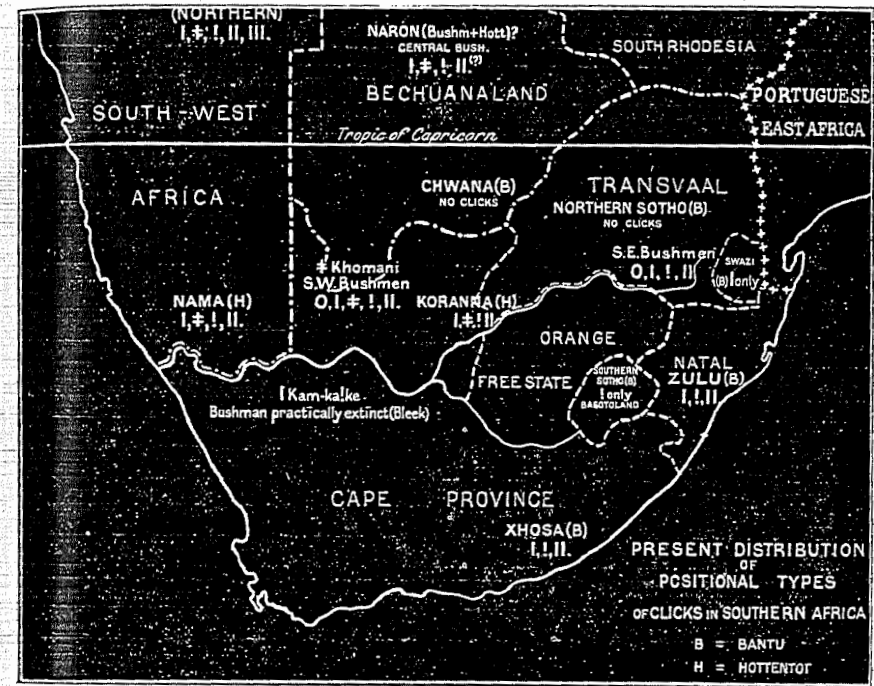 (NORTHERN)
I,ǂ,!,II,III.
NARON(Bushm+Hott)?
CENTRAL BUSH.
I,ǂ,!,II.(?)
SOUTH RHODESIA
BECHUANALAND
PORTUGUESE
EAST AFRICA
SOUTH-WEST
Tropic of Capricorn
AFRICA
CHWANA(B)
NO CLICKS
TRANSVAAL
NORTHERN SOTHO(B)
NO CLICKS
S.E.Bushmen
O,I,!,II
SWAZI
(B) ! only
ǂ Khomani
S.W.Bushmen
O,I,ǂ,!,II.
NAMA(H)
I,ǂ,!,II.
KORANNA(H)
I,ǂ,!,II.
ORANGE
FREE STATE
SOUTHERN
SOTHO(B)
! only
BASOTOLAND
NATAL
ZULU(B)
I,!,II
Kam-ka!ke
Bushman practically extinct(Bleek)
CAPE PROVINCE
XHOSA(B)
I,!,II.
PRESENT DISTRIBUTION
OF
POSITIONAL TYPES
OF CLICKS IN SOUTHERN AFRICA
B = BANTU
H = HOTTENTOT